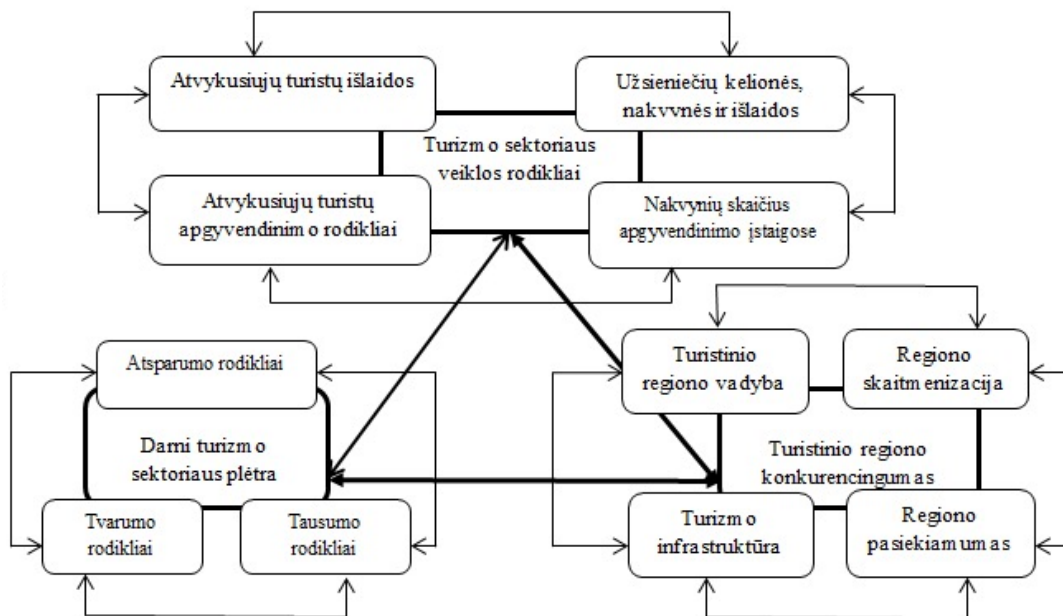 Atvykusiųjų turistų išlaidos
Užsieniečių kelionės,
nakvynės ir išlaidos
Turizmo sektoriaus
veiklos rodikliai
Atvykusiųjų turistų
apgyvendinimo rodikliai
Nakvynių skaičius
apgyvendinimo įstaigose
Atsparumo rodikliai
Darni turizmo
sektoriaus plėtra
Tvarumo
rodikliai
Tausumo
rodikliai
Turistinio
regiono vadyba
Regiono
skaitmenizacija
Turistinio regiono
konkurencingumas
Turizmo
infrastruktūra
Regiono
pasiekiamumas